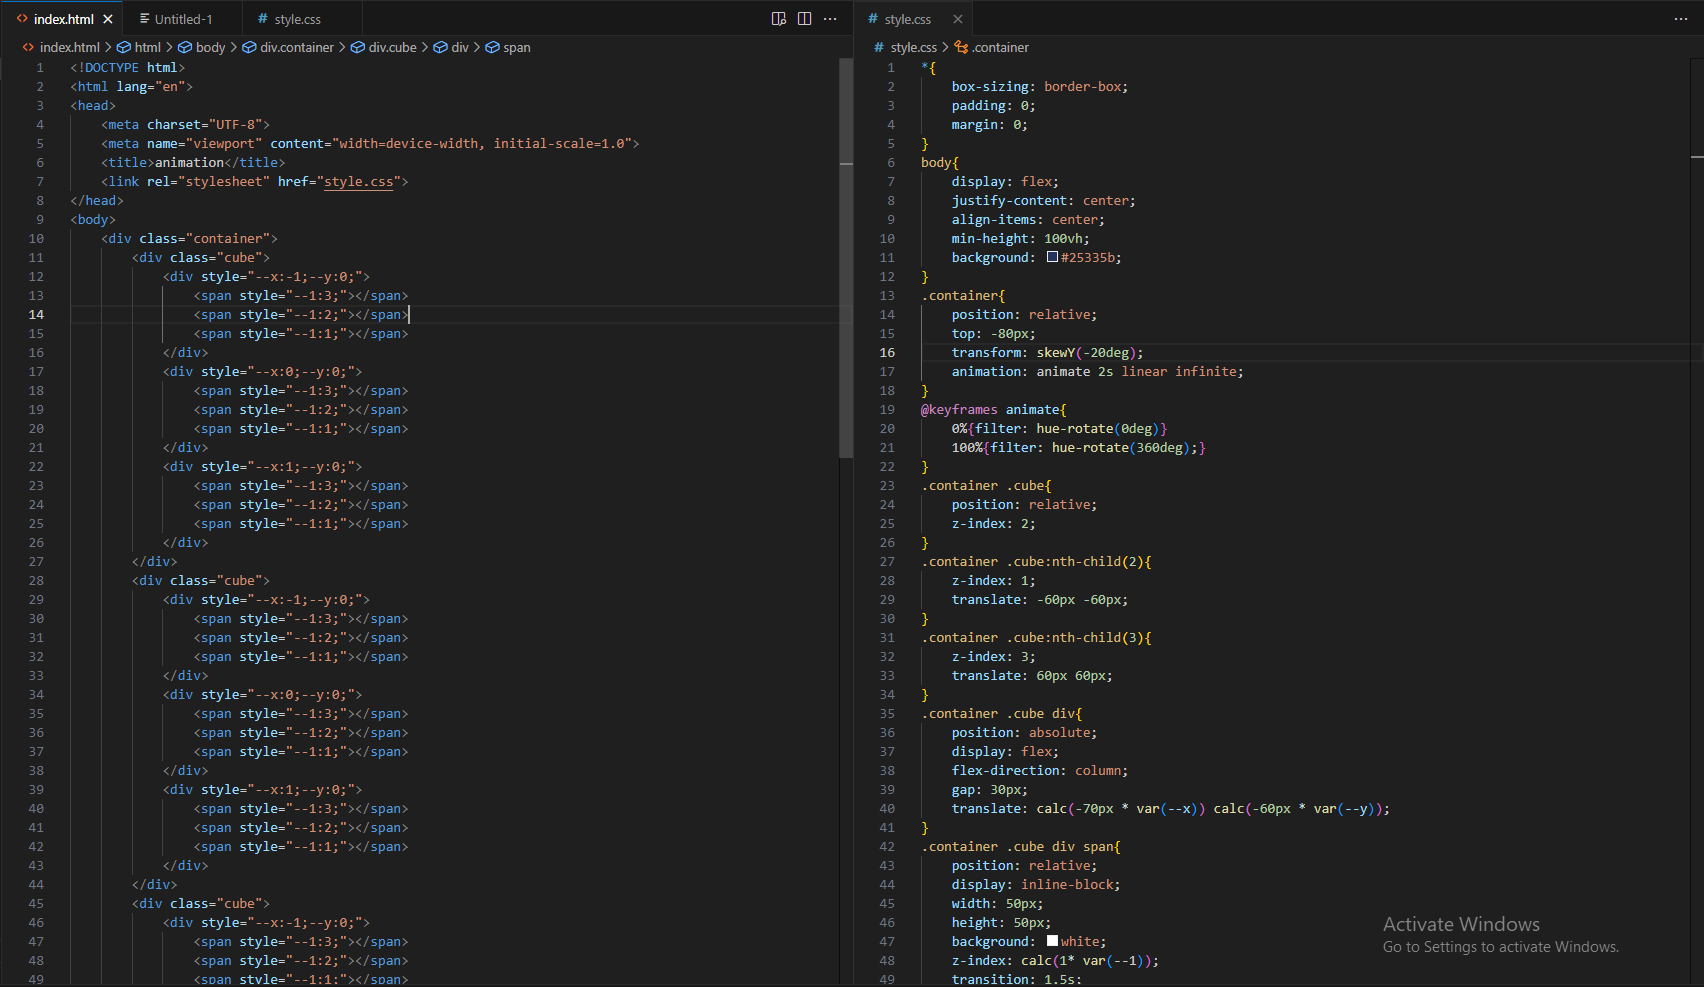 index.html
Untitled-1
style.css
index.html > html > body > div.container > div.cube > div > span
1 <!DOCTYPE html>
2 <html lang="en">
3 <head>
4 <meta charset="UTF-8">
5 <meta name="viewport" content="width=device-width, initial-scale=1.0">
6 <title>animation</title>
7 <link rel="stylesheet" href="style.css">
8 </head>
9 <body>
10 <div class="container">
11 <div class="cube">
12 <div style="--x:-1;--y:0;">
13 <span style="--1:3;"></span>
14 <span style="--1:2;"></span>
15 <span style="--1:1;"></span>
16 </div>
17 <div style="--x:0;--y:0;">
18 <span style="--1:3;"></span>
19 <span style="--1:2;"></span>
20 <span style="--1:1;"></span>
21 </div>
22 <div style="--x:1;--y:0;">
23 <span style="--1:3;"></span>
24 <span style="--1:2;"></span>
25 <span style="--1:1;"></span>
26 </div>
27 </div>
28 <div class="cube">
29 <div style="--x:-1;--y:0;">
30 <span style="--1:3;"></span>
31 <span style="--1:2;"></span>
32 <span style="--1:1;"></span>
33 </div>
34 <div style="--x:0;--y:0;">
35 <span style="--1:3;"></span>
36 <span style="--1:2;"></span>
37 <span style="--1:1;"></span>
38 </div>
39 <div style="--x:1;--y:0;">
40 <span style="--1:3;"></span>
41 <span style="--1:2;"></span>
42 <span style="--1:1;"></span>
43 </div>
44 </div>
45 <div class="cube">
46 <div style="--x:-1;--y:0;">
47 <span style="--1:3;"></span>
48 <span style="--1:2;"></span>
49 <span style="--1:1;"></span>
style.css
style.css > .container
1 *{
2 box-sizing: border-box;
3 padding: 0;
4 margin: 0;
5 }
6 body{
7 display: flex;
8 justify-content: center;
9 align-items: center;
10 min-height: 100vh;
11 background: #25335b;
12 }
13 .container{
14 position: relative;
15 top: -80px;
16 transform: skewY(-20deg);
17 animation: animate 2s linear infinite;
18 }
19 @keyframes animate{
20 0%{filter: hue-rotate(0deg)}
21 100%{filter: hue-rotate(360deg);}
22 }
23 .container .cube{
24 position: relative;
25 z-index: 2;
26 }
27 .container .cube:nth-child(2){
28 z-index: 1;
29 translate: -60px -60px;
30 }
31 .container .cube:nth-child(3){
32 z-index: 3;
33 translate: 60px 60px;
34 }
35 .container .cube div{
36 position: absolute;
37 display: flex;
38 flex-direction: column;
39 gap: 30px;
40 translate: calc(-70px * var(--x)) calc(-60px * var(--y));
41 }
42 .container .cube div span{
43 position: relative;
44 display: inline-block;
45 width: 50px;
46 height: 50px;
47 background: white;
48 z-index: calc(1* var(--1));
49 transition: 1.5s;
Activate Windows
Go to Settings to activate Windows.